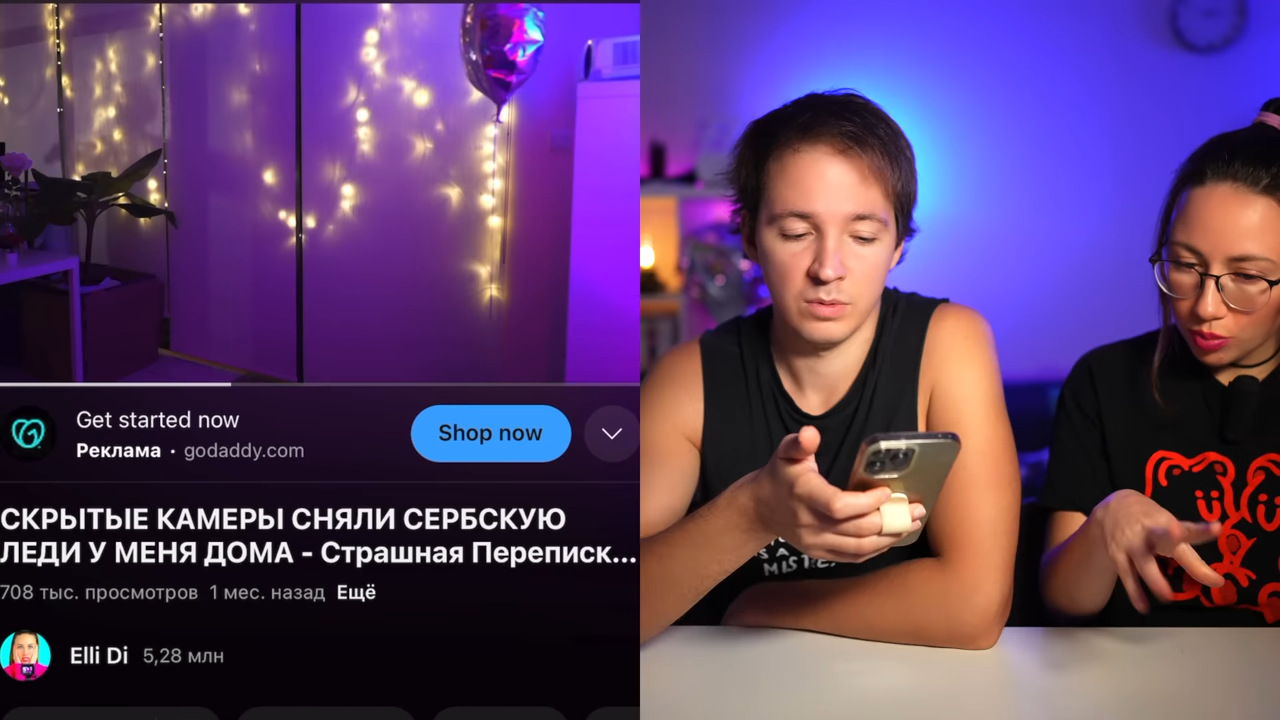 Get started now
Реклама · godaddy.com
Shop now
СКРЫТЫЕ КАМЕРЫ СНЯЛИ СЕРБСКУЮ
ЛЕДИ У МЕНЯ ДОМА - Страшная Переписк...
708 тыс. просмотров 1 мес. назад Ещё
Elli Di 5,28 млн
MISTE